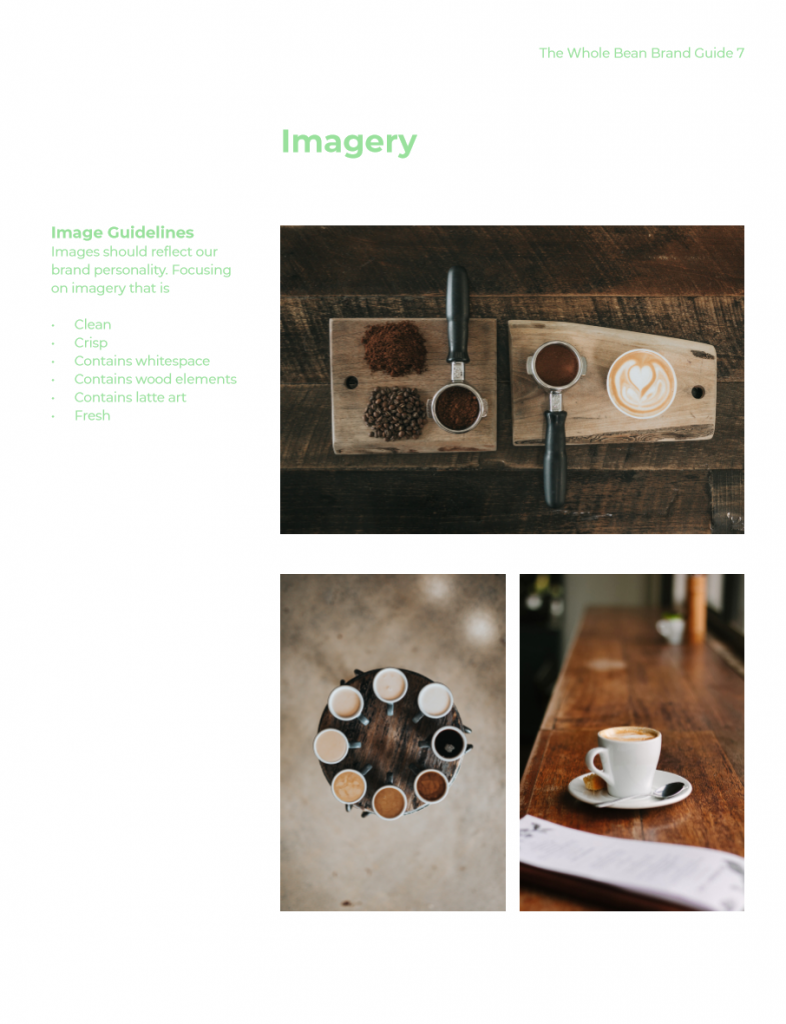 The Whole Bean Brand Guide 7
Imagery
Image Guidelines
Images should reflect our
brand personality. Focusing
on imagery that is
• Clean
• Crisp
• Contains whitespace
• Contains wood elements
• Contains latte art
• Fresh